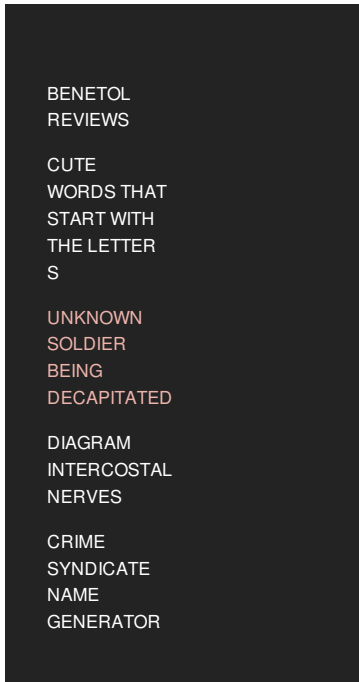 BENETOL
REVIEWS
CUTE
WORDS THAT
START WITH
THE LETTER
S
UNKNOWN
SOLDIER
BEING
DECAPITATED
DIAGRAM
INTERCOSTAL
NERVES
CRIME
SYNDICATE
NAME
GENERATOR